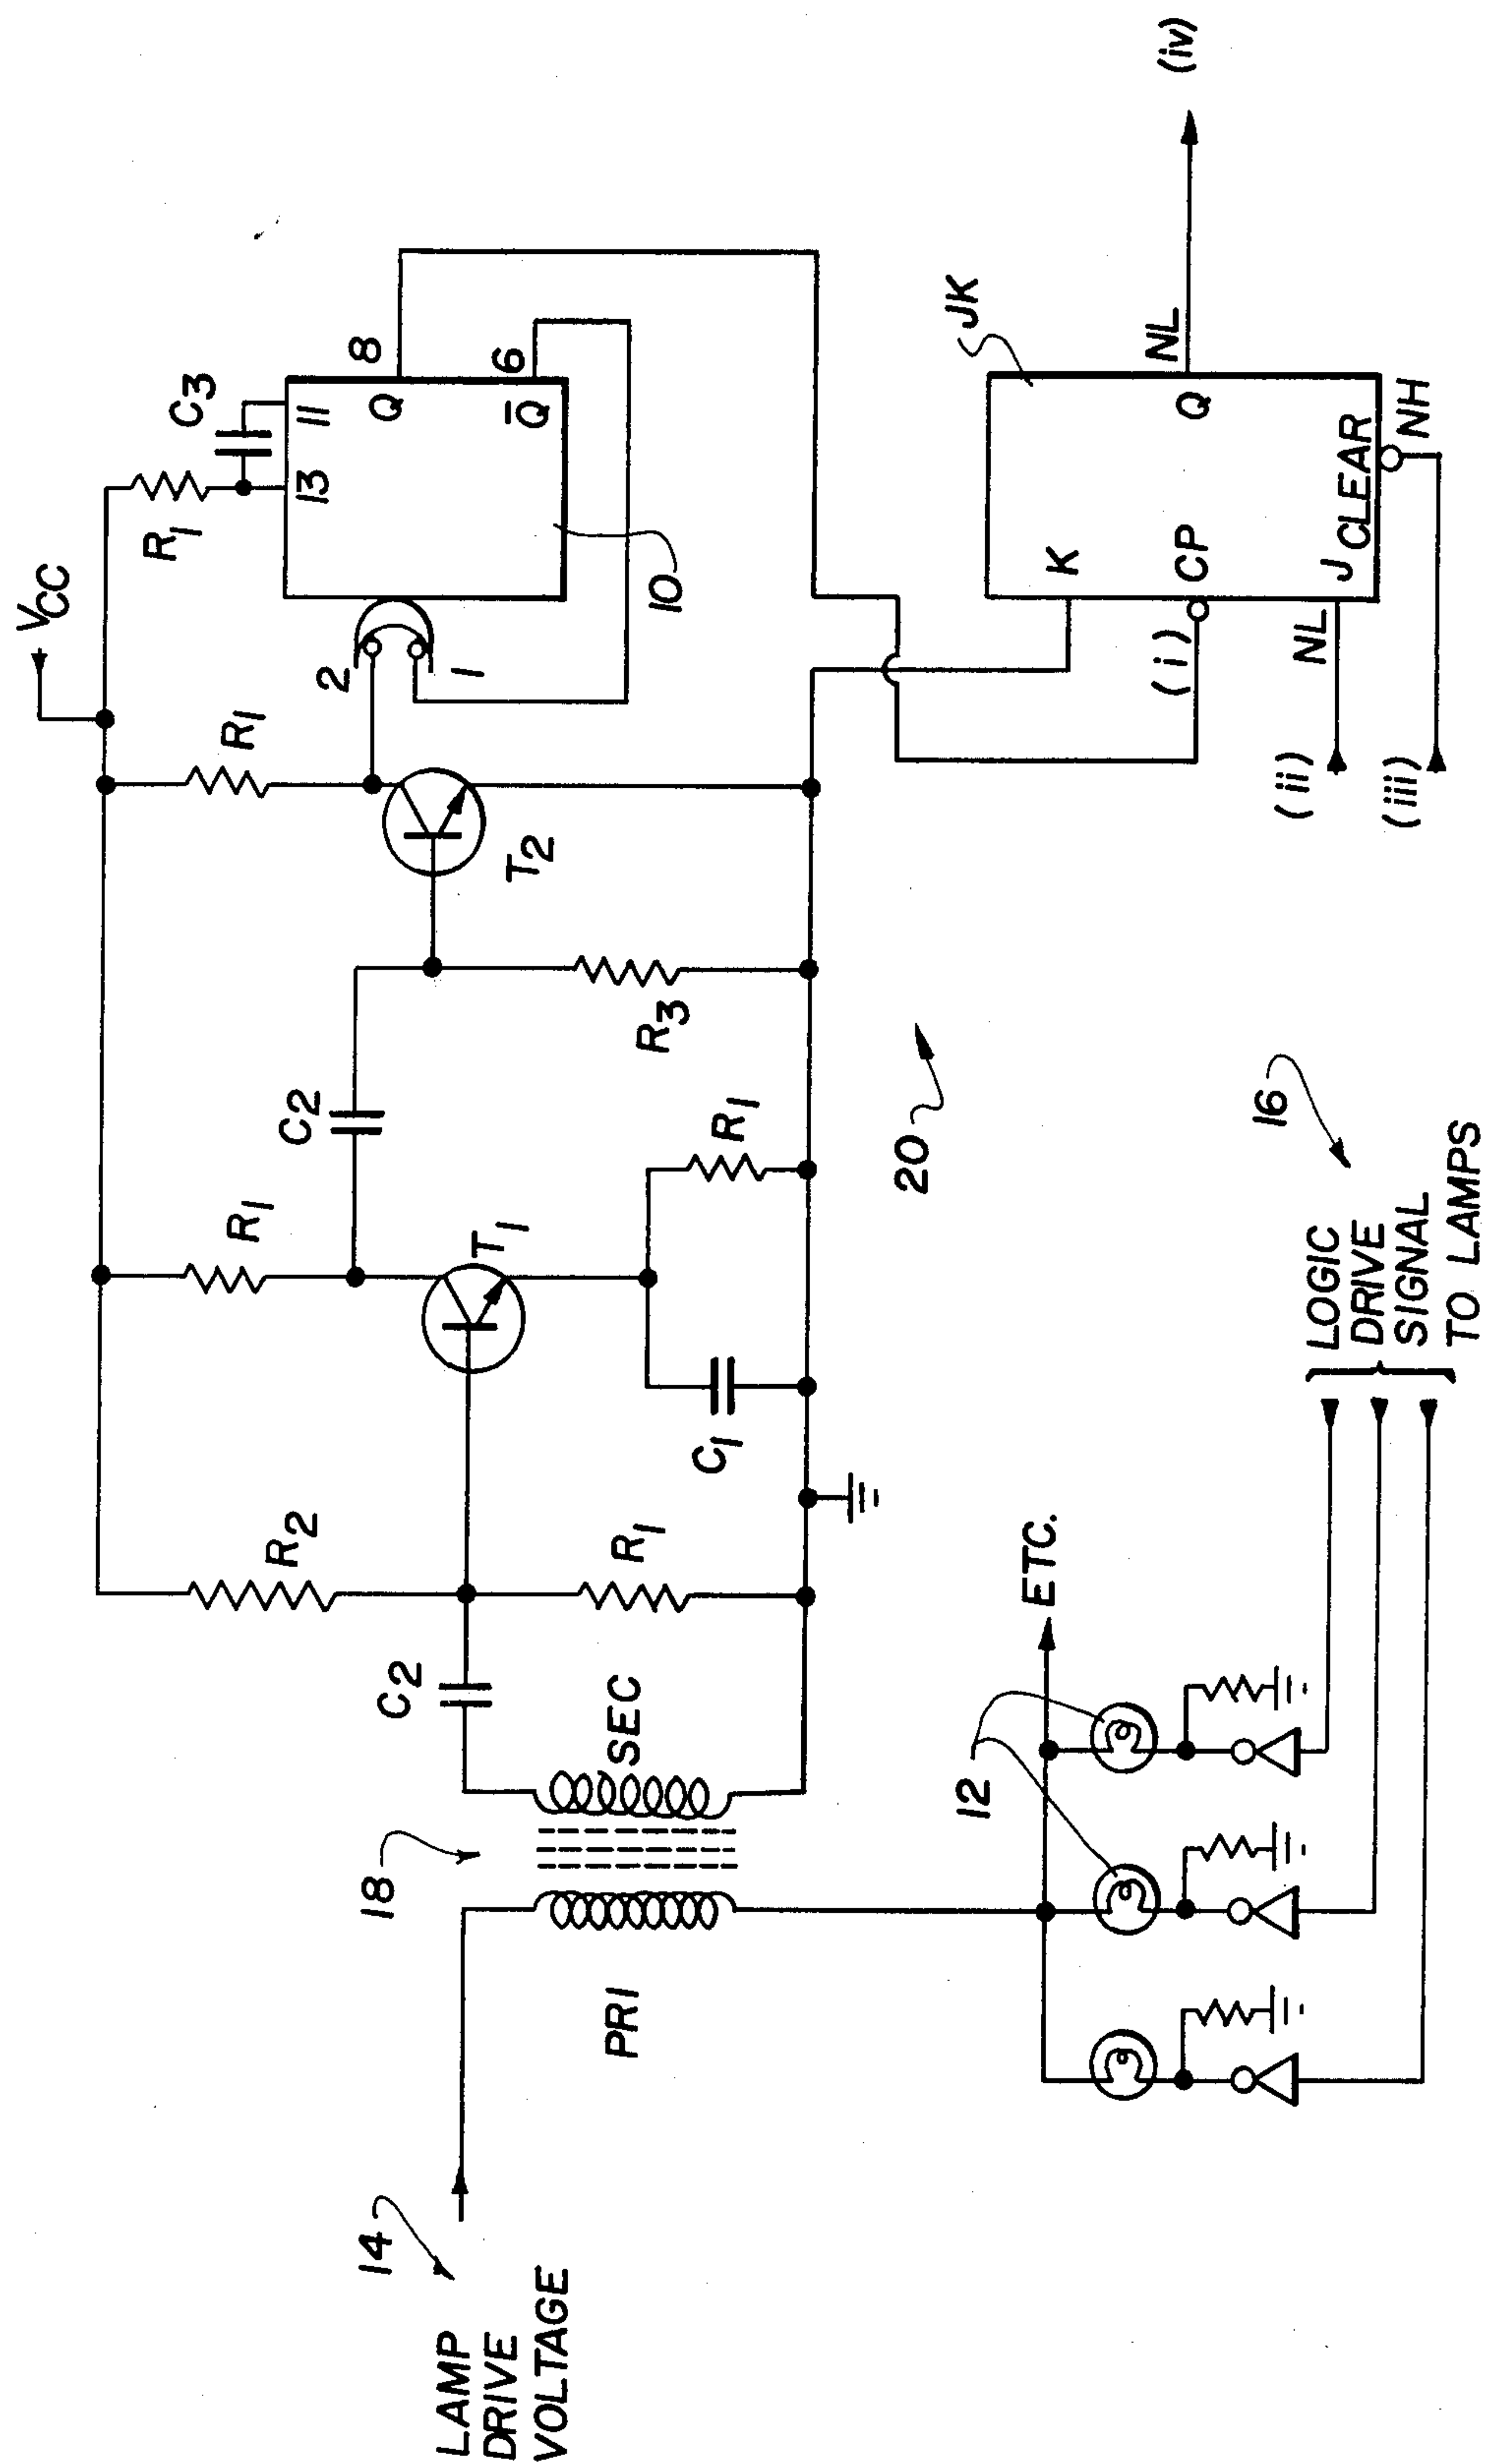 VCC
R1
C3
R1
R1
R2
C2
13
11
2
8
Q
1
6
Q̅
10
18
C2
T1
T2
14
LAMP
DRIVE
VOLTAGE
PRI
SEC
R1
C1
R1
R3
20
JK
K
(i)
CP
Q
NL
(iv)
(ii)
NL
J
CLEAR
NH
(iii)
12
ETC.
16
LOGIC
DRIVE
SIGNAL
TO LAMPS